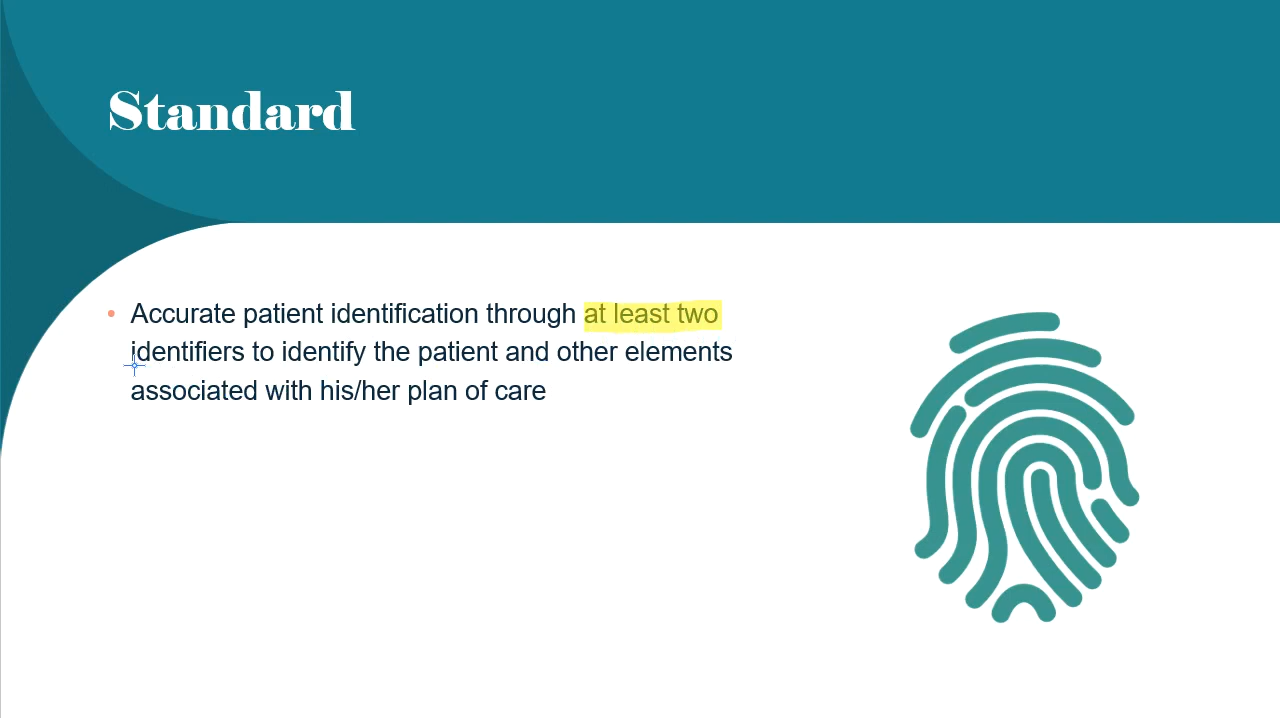 Standard
• Accurate patient identification through at least two
identifiers to identify the patient and other elements
associated with his/her plan of care